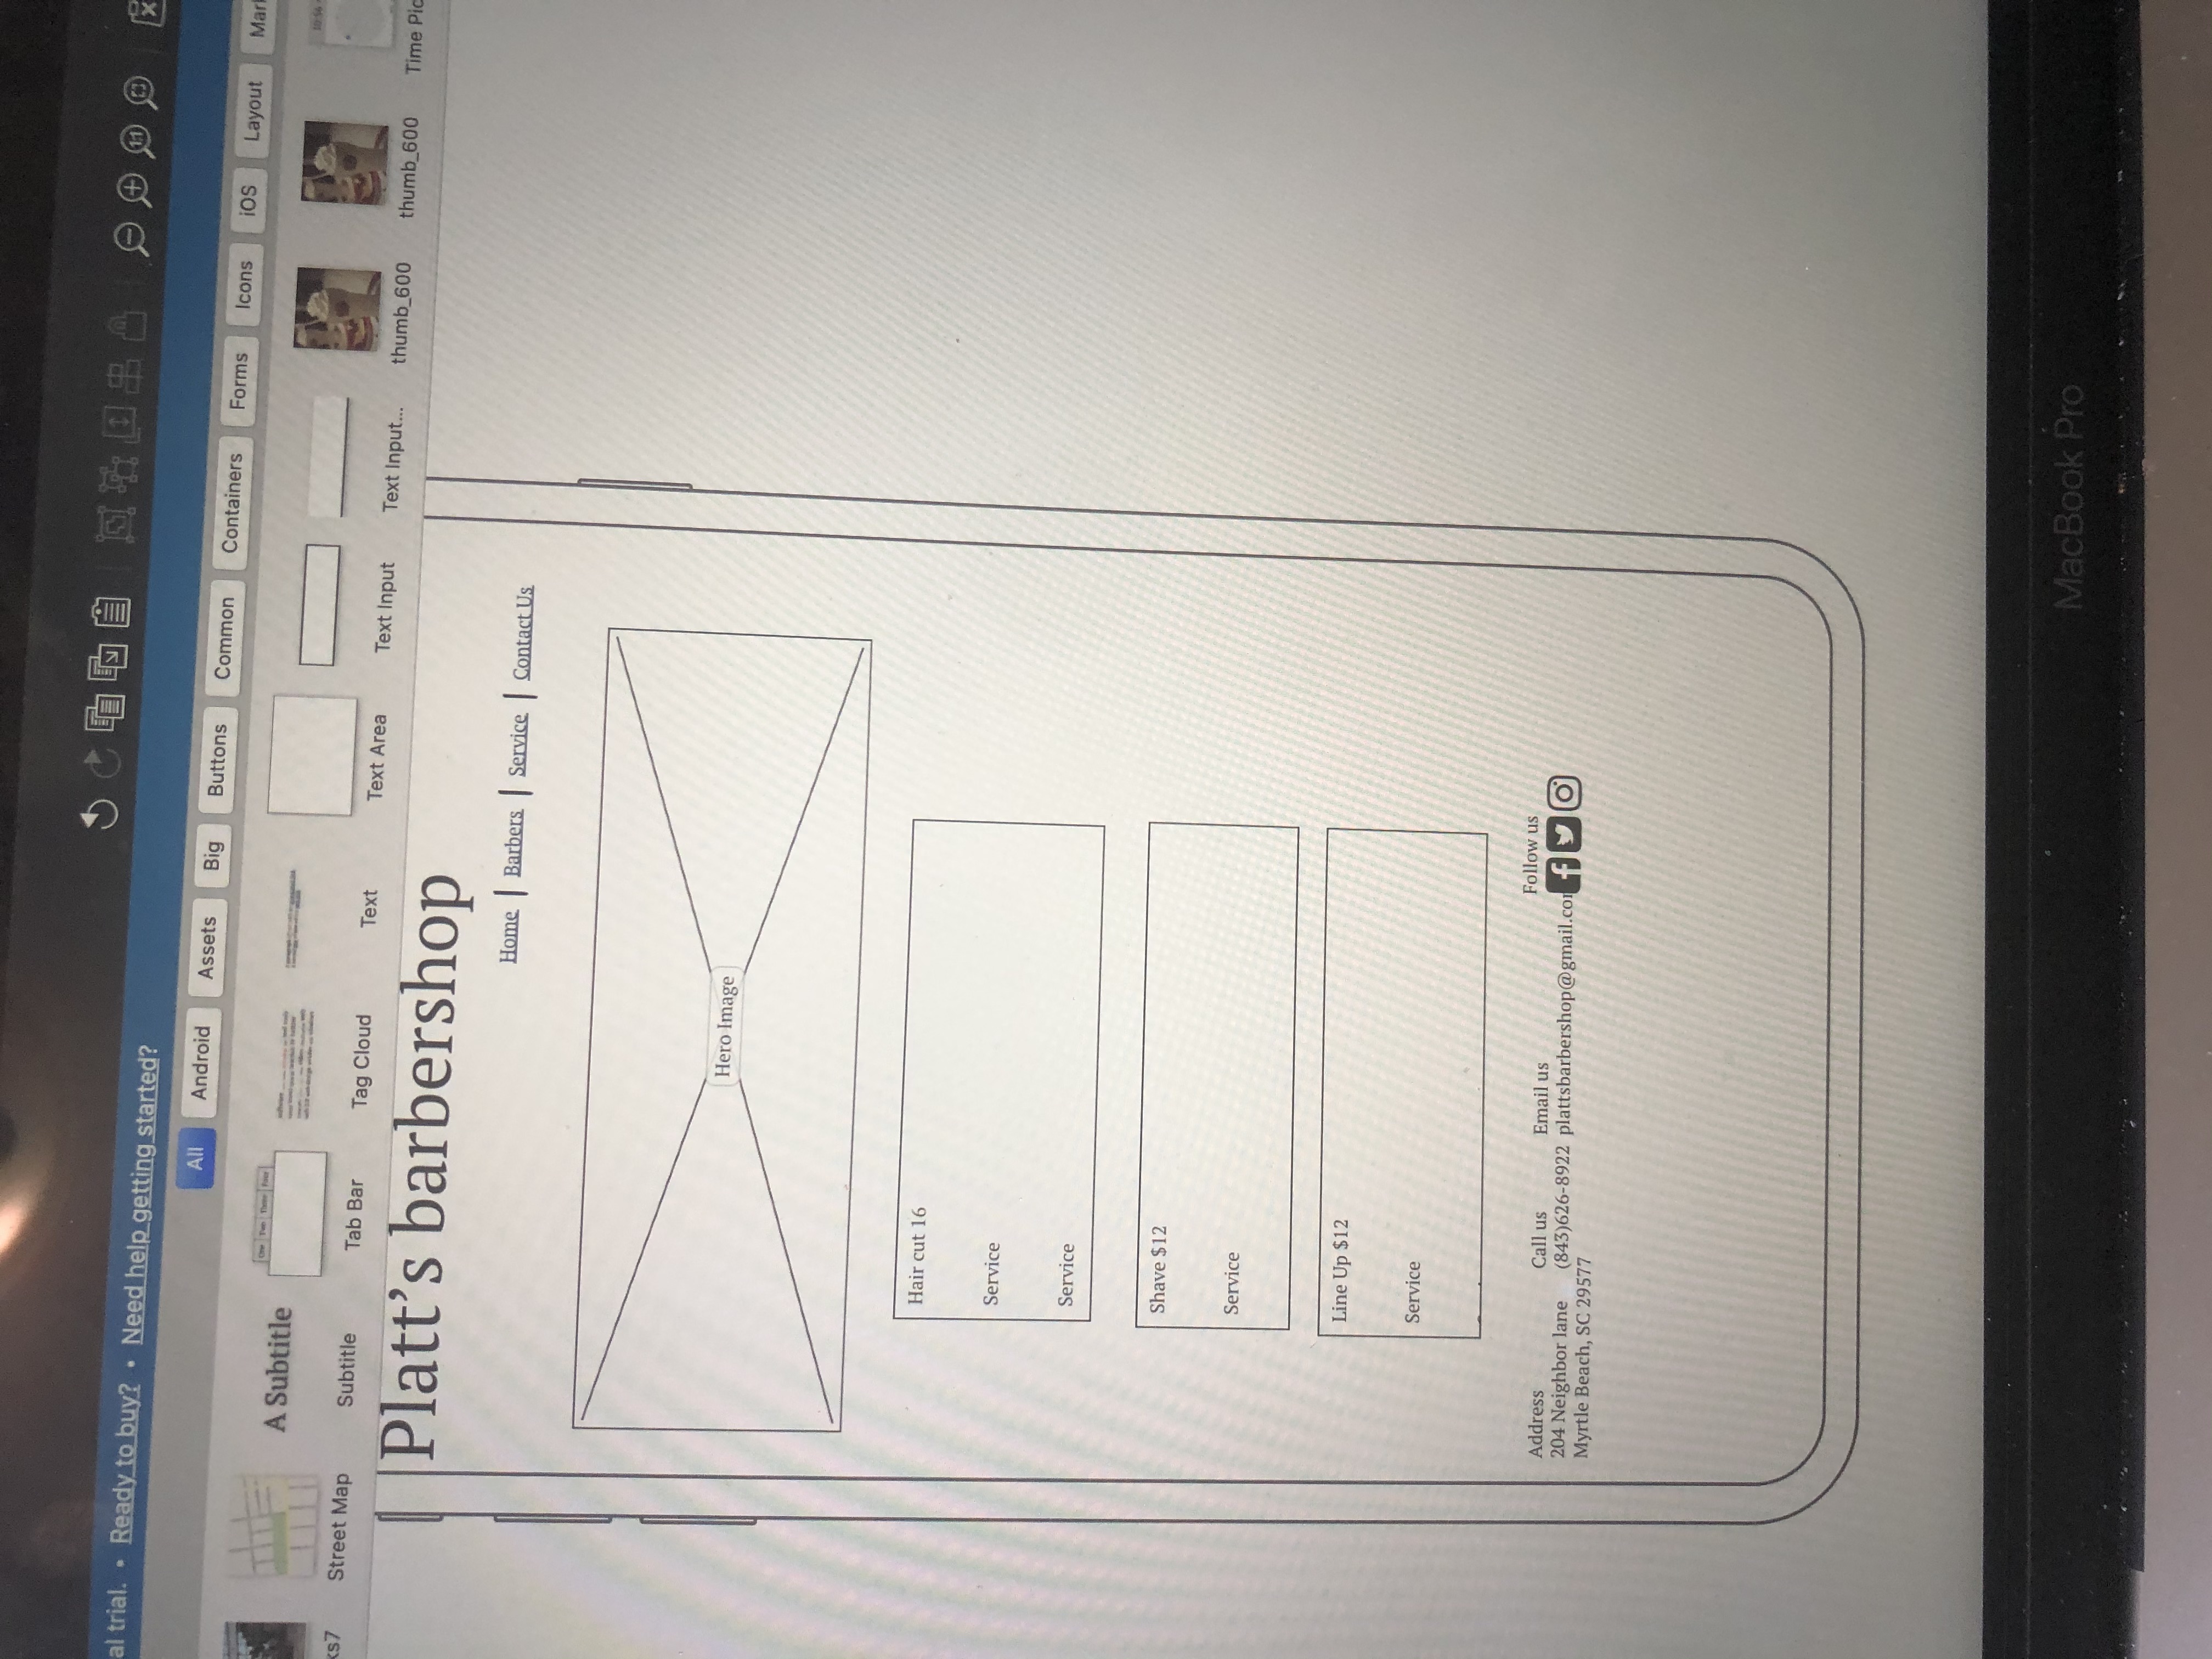 al trial. • Ready to buy? • Need help getting started?
All Android Assets Big Buttons Common Containers Forms Icons iOS Layout
One Two Three Four
A Subtitle
Street Map Subtitle Tab Bar Tag Cloud Text Text Area Text Input Text Input... thumb_600 thumb_600 Time Pic
Platt's barbershop
Home | Barbers | Service | Contact Us
Hero Image
Hair cut 16
Service
Service
Shave $12
Service
Line Up $12
Service
Follow us
Address Call us Email us
204 Neighbor lane (843)626-8922 plattsbarbershop@gmail.co
Myrtle Beach, SC 29577
MacBook Pro